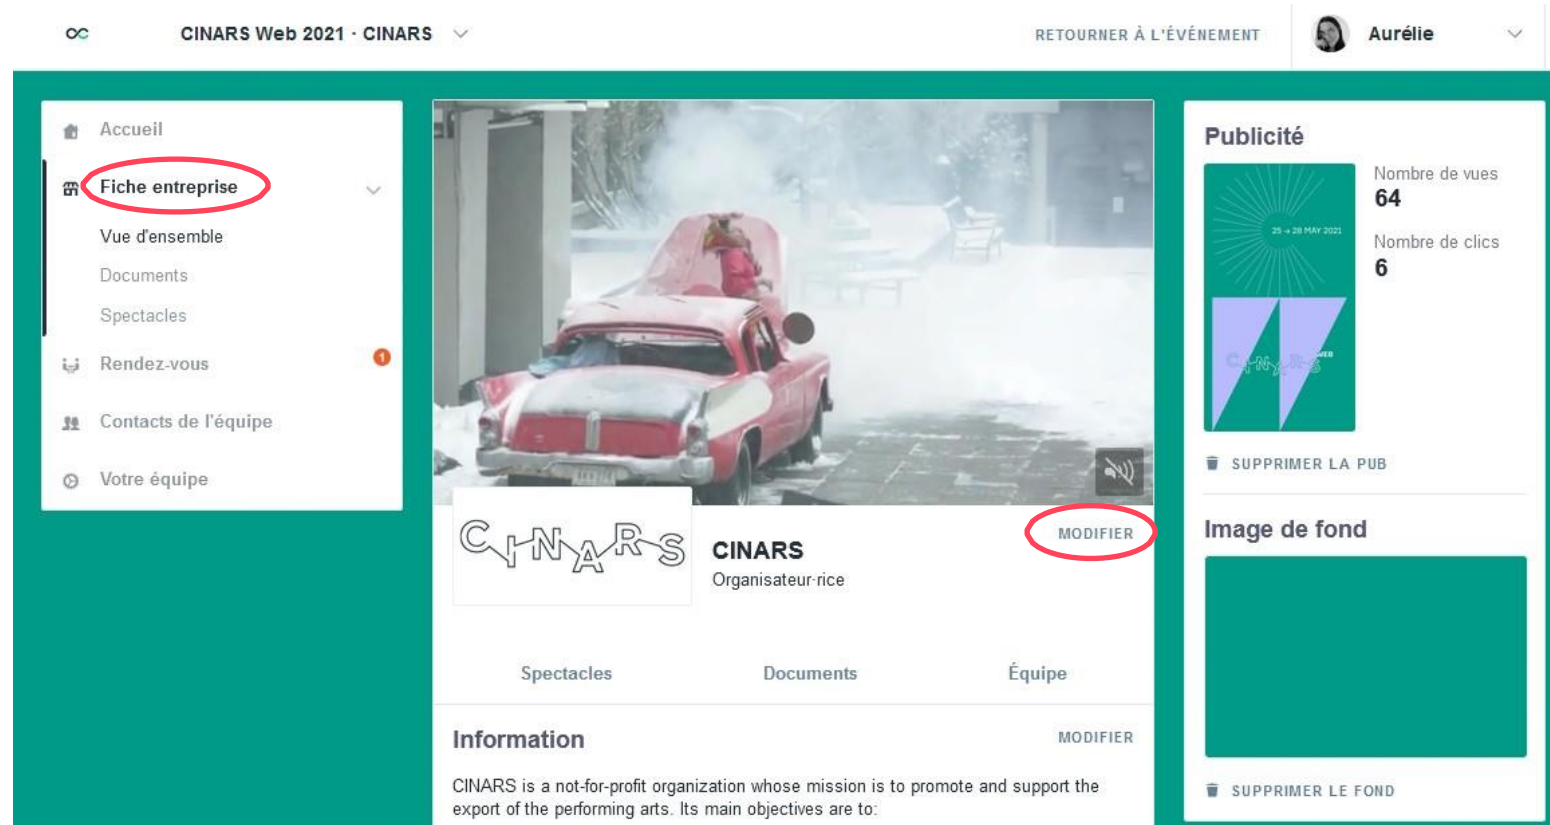 CINARS Web 2021 · CINARS
RETOURNER À L'ÉVÉNEMENT
Aurélie
Accueil
Fiche entreprise
Vue d'ensemble
Documents
Spectacles
Rendez-vous
1
Contacts de l'équipe
Votre équipe
CINARS
CINARS
Organisateur·rice
MODIFIER
Spectacles
Documents
Équipe
Information
MODIFIER
CINARS is a not-for-profit organization whose mission is to promote and support the
export of the performing arts. Its main objectives are to:
Publicité
25 → 28 MAY 2021
CINARS
WEB
Nombre de vues
64
Nombre de clics
6
SUPPRIMER LA PUB
Image de fond
SUPPRIMER LE FOND